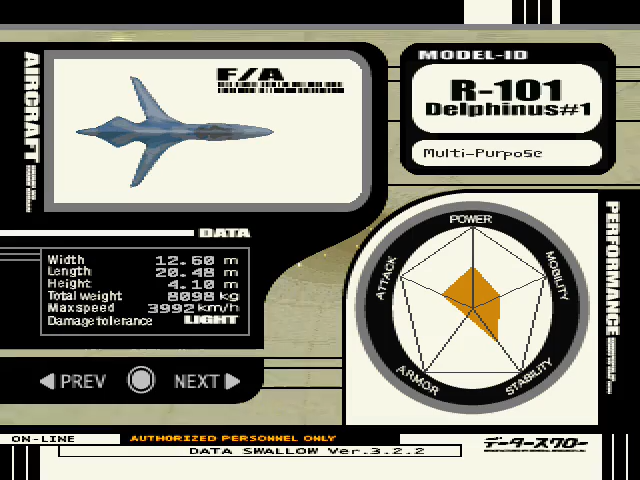 AIRCRAFT
F/A
MODEL-ID
R-101
Delphinus#1
Multi-Purpose
DATA
Width 12.60 m
Length 20.48 m
Height 4.10 m
Total weight 8098 kg
Max speed 3992 km/h
Damage tolerance LIGHT
PERFORMANCE
POWER
MOBILITY
STABILITY
ARMOR
ATTACK
PREV
NEXT
ON-LINE
AUTHORIZED PERSONNEL ONLY
DATA SWALLOW Ver.3.2.2
データースワロー